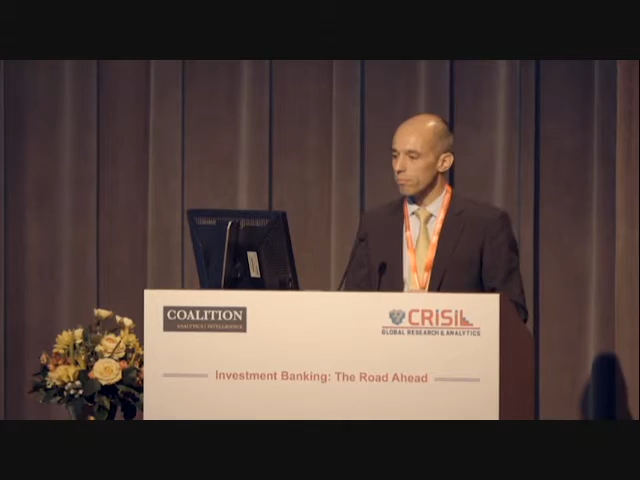 COALITION
ANALYTICS | INTELLIGENCE
CRISIL
GLOBAL RESEARCH & ANALYTICS
Investment Banking: The Road Ahead